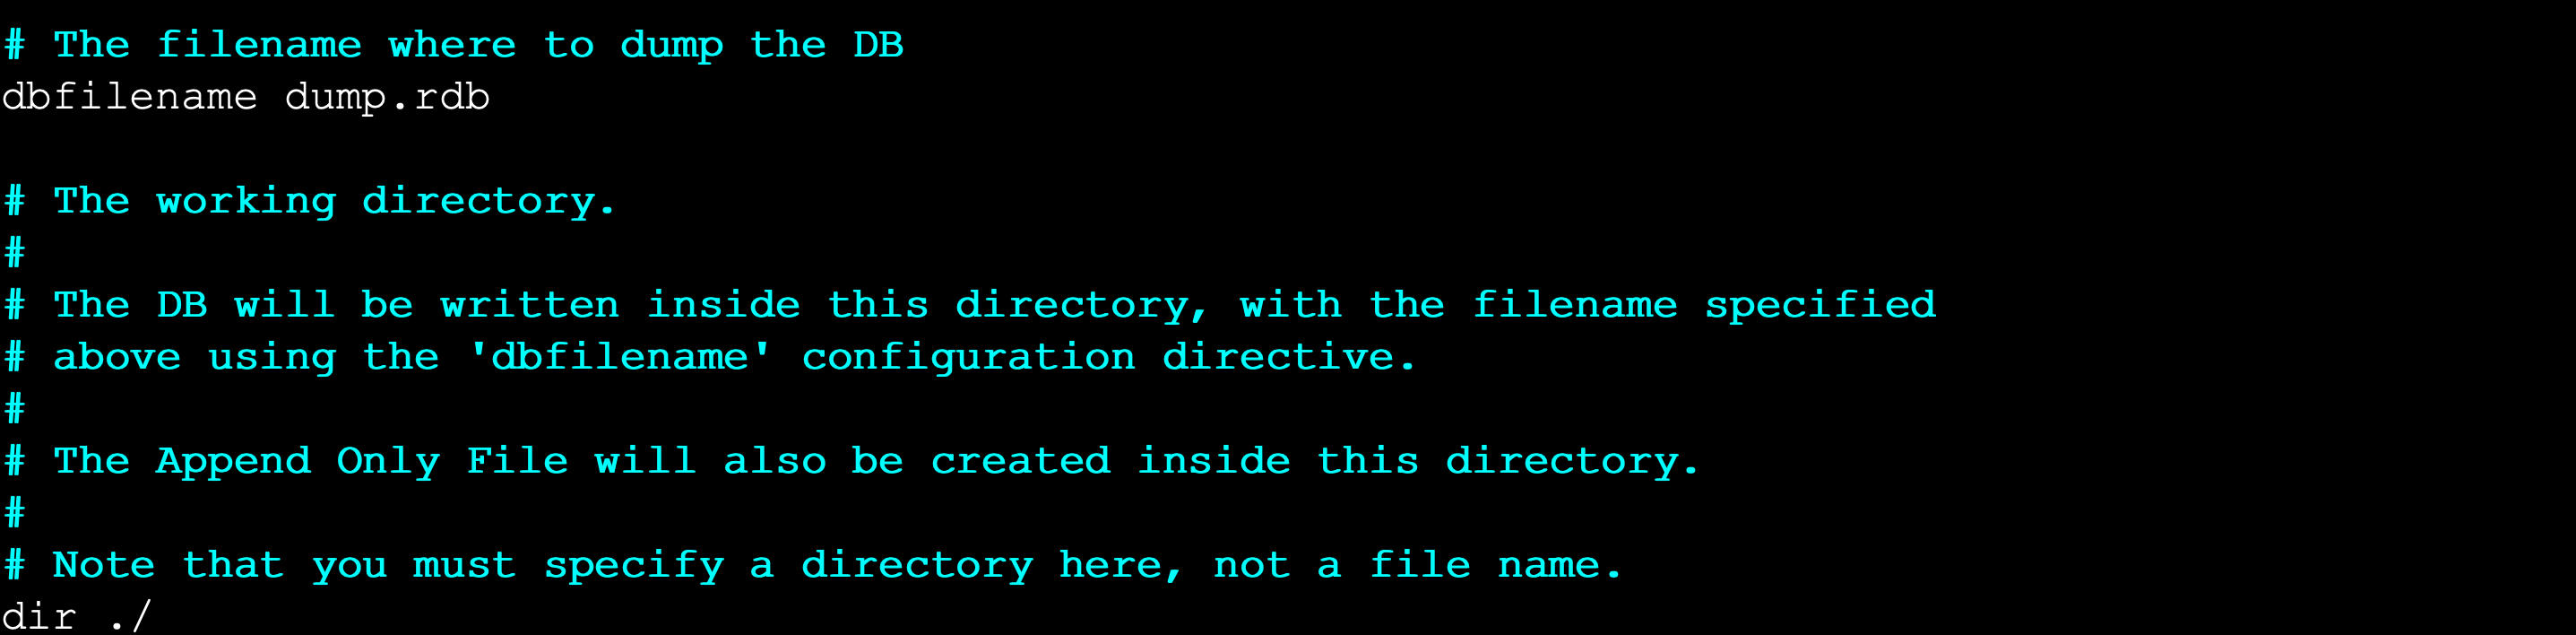 # The filename where to dump the DB
dbfilename dump.rdb
# The working directory.
#
# The DB will be written inside this directory, with the filename specified
# above using the 'dbfilename' configuration directive.
#
# The Append Only File will also be created inside this directory.
#
# Note that you must specify a directory here, not a file name.
dir ./